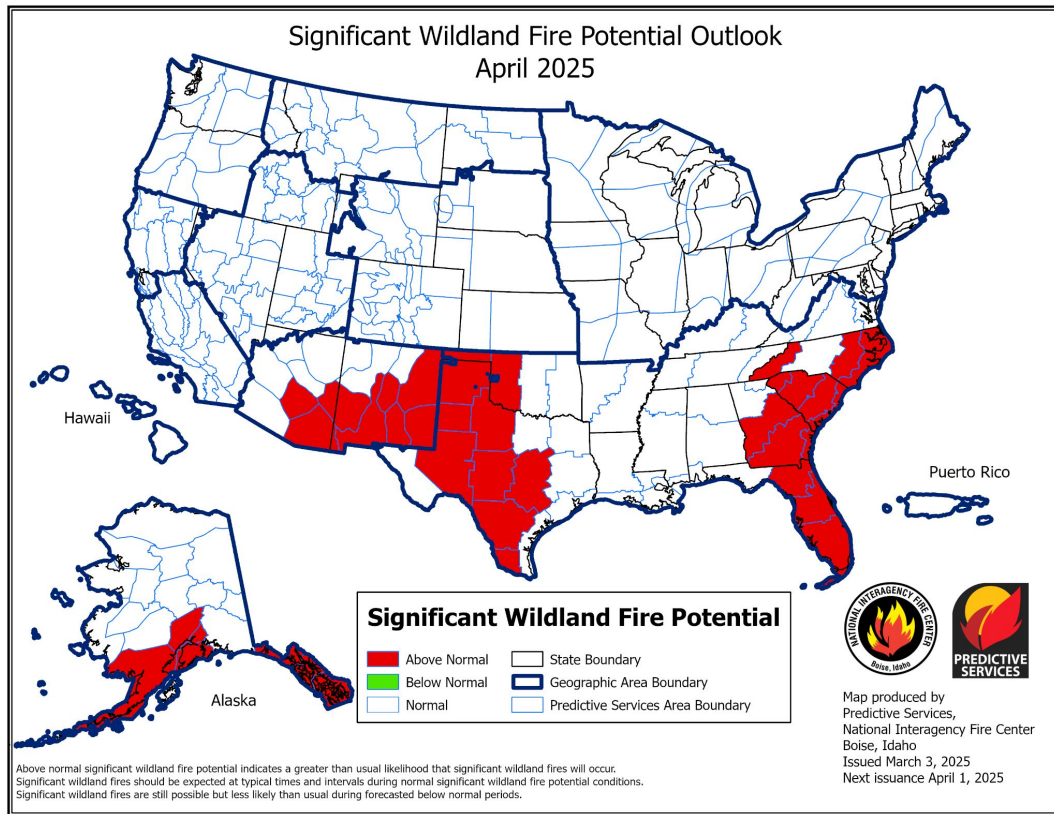 Significant Wildland Fire Potential Outlook
April 2025
Hawaii
Puerto Rico
Alaska
Significant Wildland Fire Potential
Above Normal
State Boundary
Below Normal
Geographic Area Boundary
Normal
Predictive Services Area Boundary
NATIONAL INTERAGENCY FIRE CENTER
Boise, Idaho
PREDICTIVE
SERVICES
Map produced by
Predictive Services,
National Interagency Fire Center
Boise, Idaho
Issued March 3, 2025
Next issuance April 1, 2025
Above normal significant wildland fire potential indicates a greater than usual likelihood that significant wildland fires will occur.
Significant wildland fires should be expected at typical times and intervals during normal significant wildland fire potential conditions.
Significant wildland fires are still possible but less likely than usual during forecasted below normal periods.